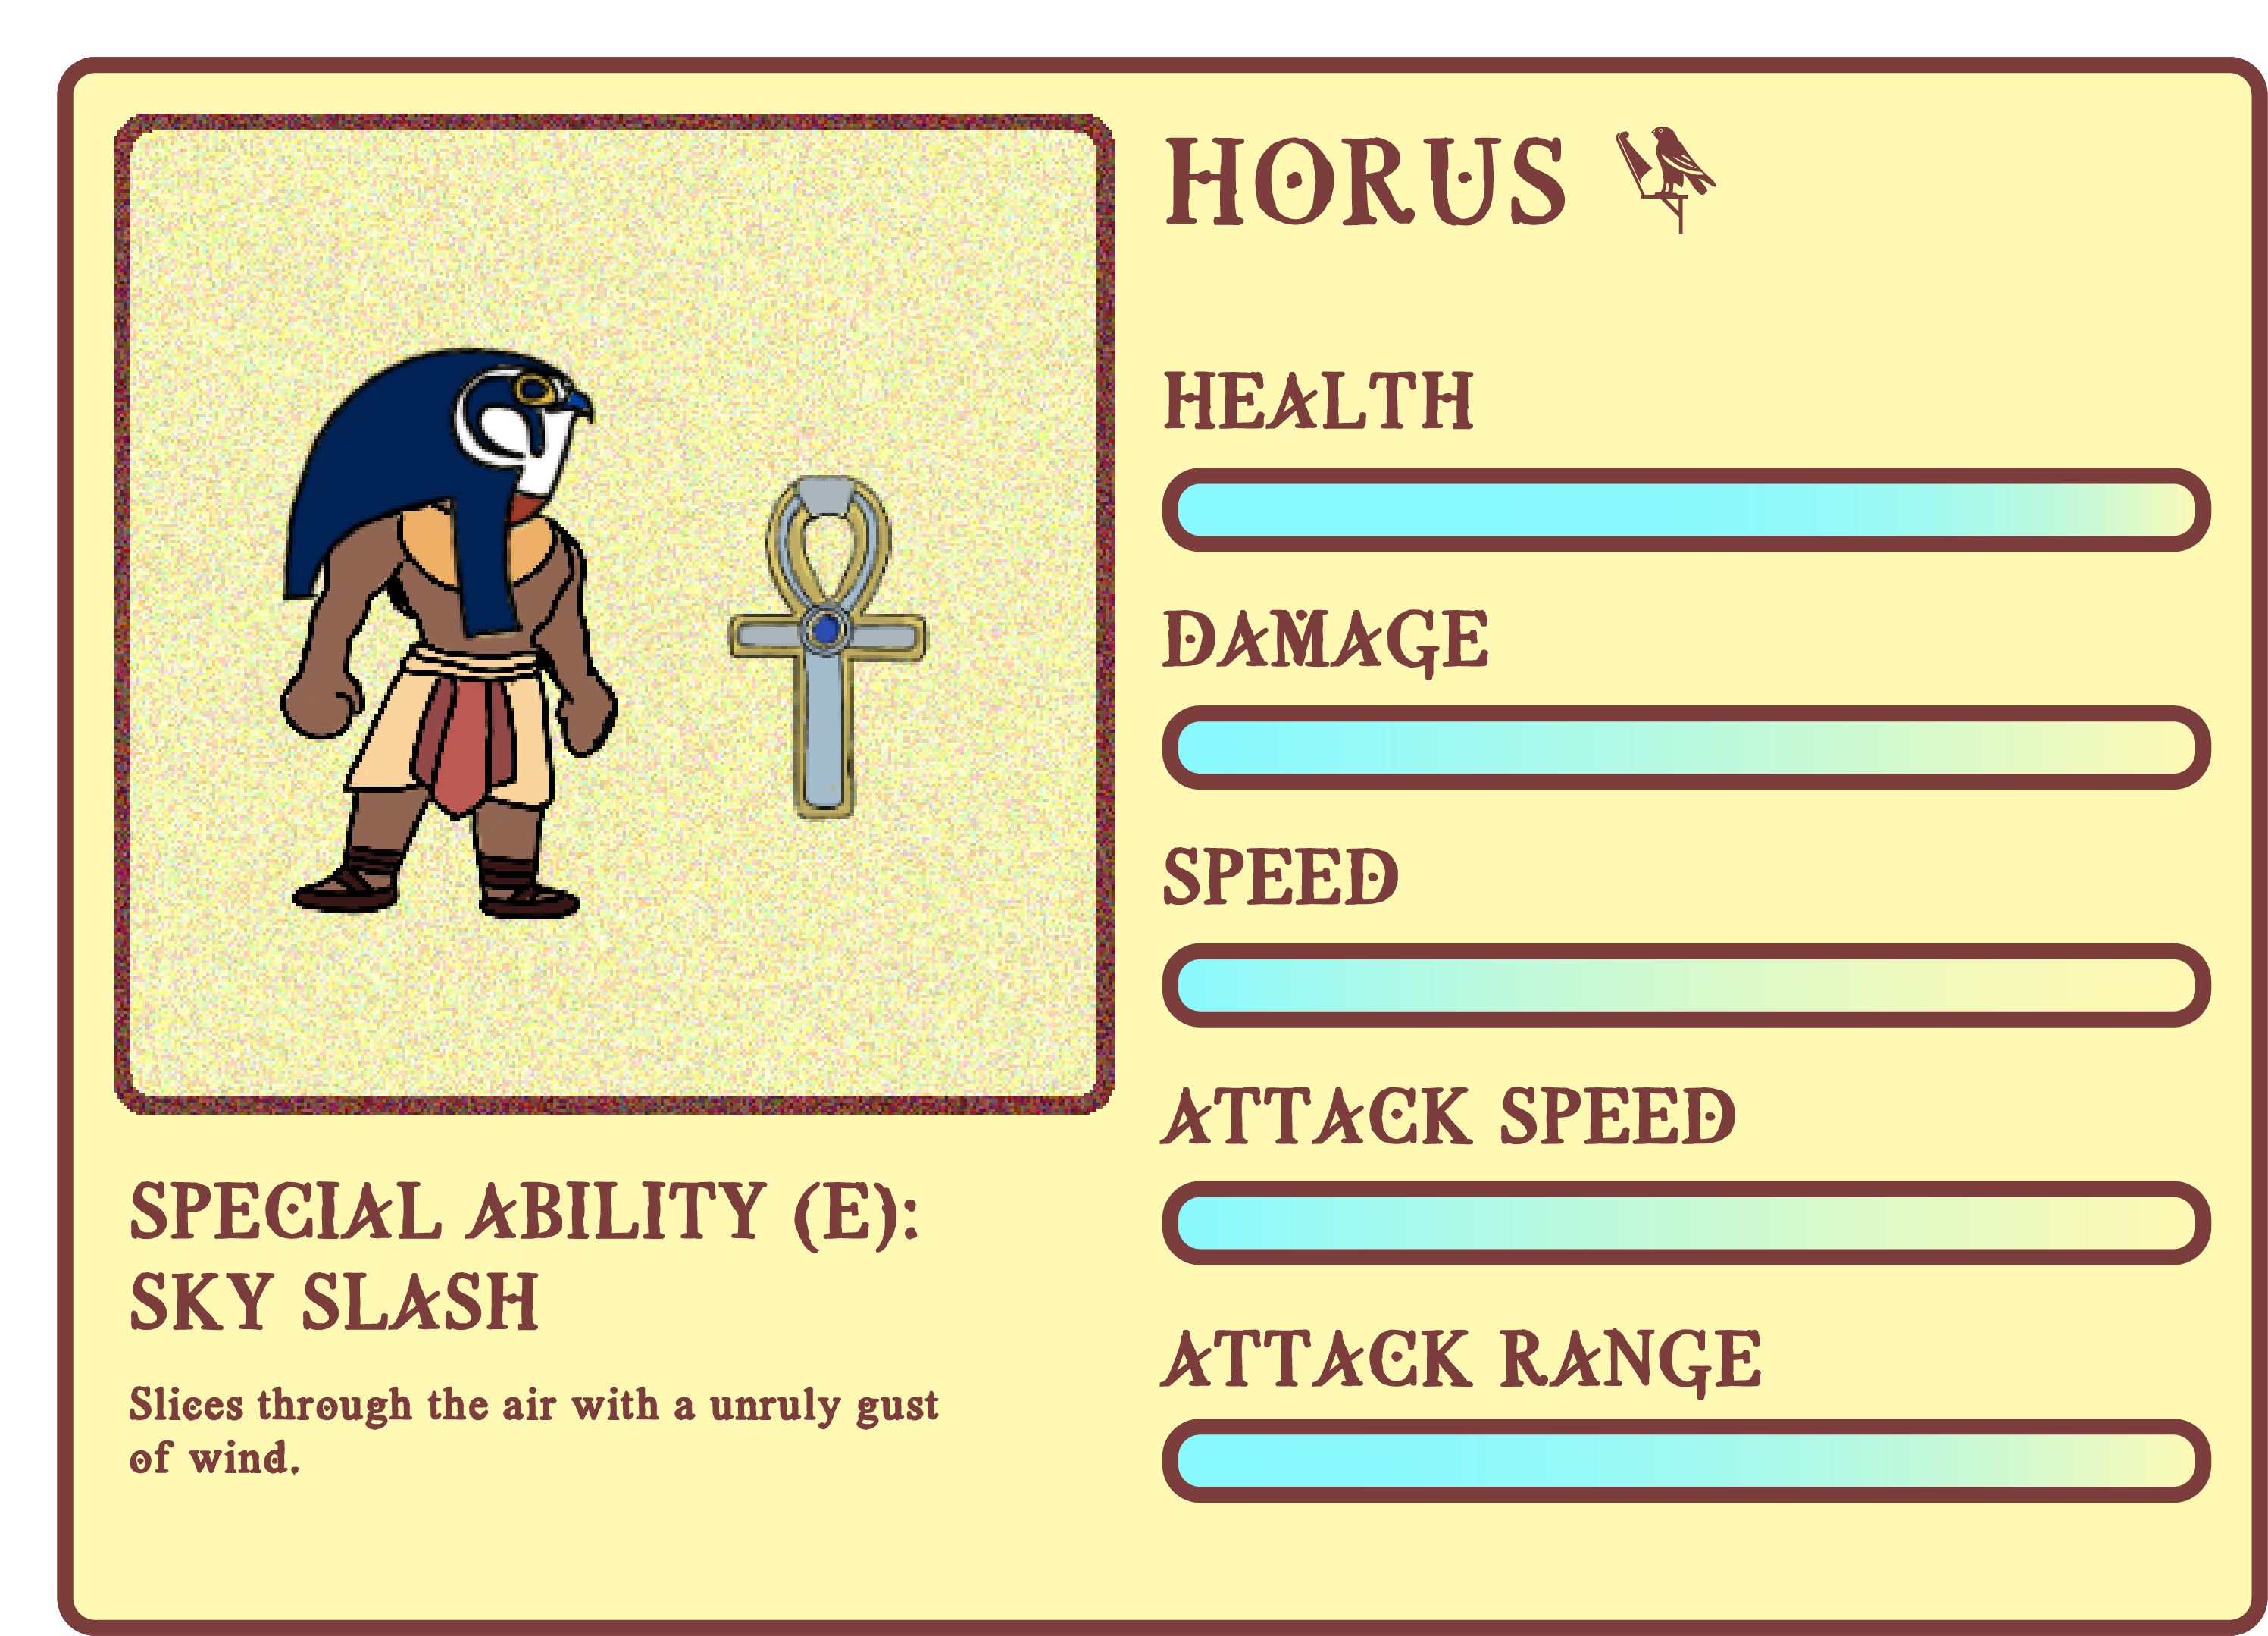 HORUS
HEALTH
DAMAGE
SPEED
ATTACK SPEED
ATTACK RANGE
SPECIAL ABILITY (E):
SKY SLASH
Slices through the air with a unruly gust
of wind.